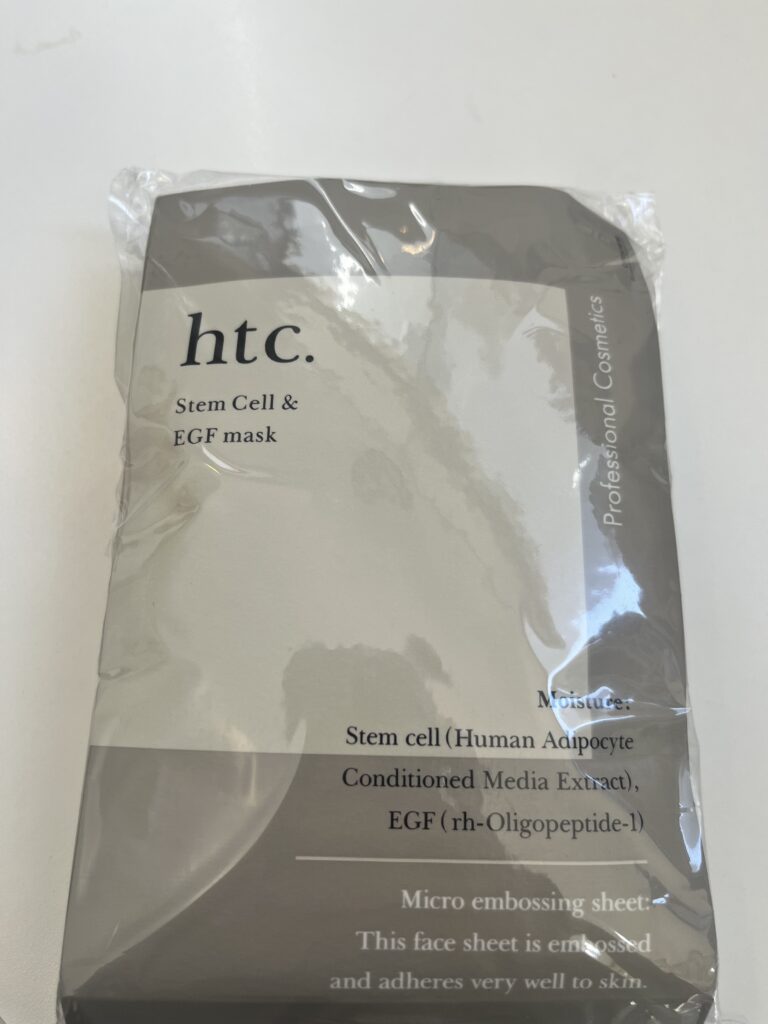 htc.
Stem Cell &
EGF mask
Professional Cosmetics
Moisture:
Stem cell (Human Adipocyte
Conditioned Media Extract),
EGF ( rh-Oligopeptide-1)
Micro embossing sheet:
This face sheet is embossed
and adheres very well to skin.